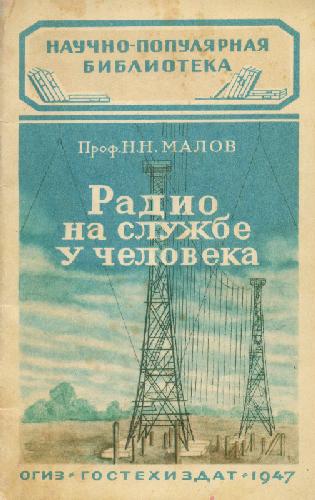 НАУЧНО-ПОПУЛЯРНАЯ
БИБЛИОТЕКА
Проф. Н.Н. МАЛОВ
Радио
на службе
у человека
ОГИЗ • ГОСТЕХИЗДАТ • 1947